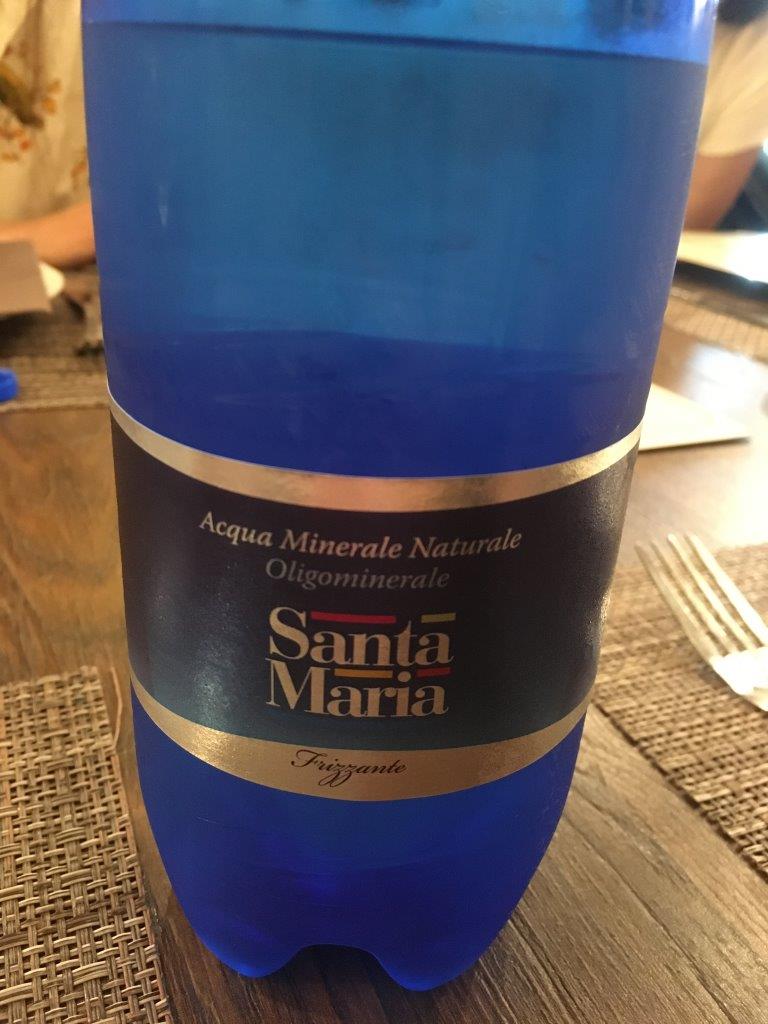 Acqua Minerale Naturale
Oligominerale
Santa
Maria
Frizzante